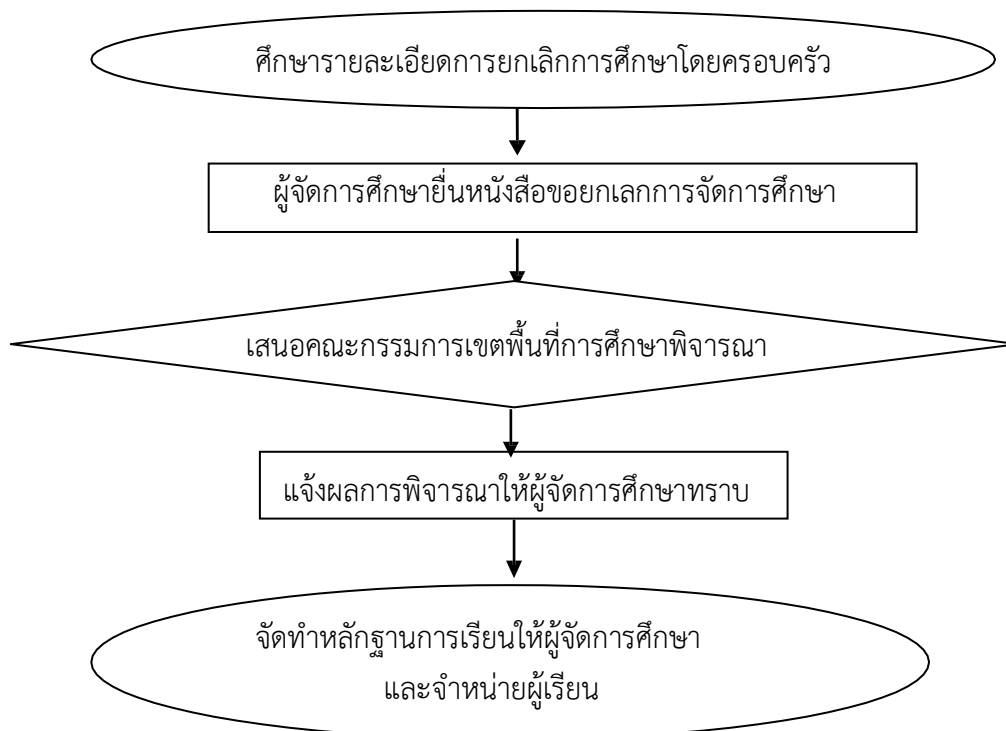 ศึกษารายละเอียดการยกเลิกการศึกษาโดยครอบครัว
ผู้จัดการศึกษายื่นหนังสือขอยกเลกการจัดการศึกษา
เสนอคณะกรรมการเขตพื้นที่การศึกษาพิจารณา
แจ้งผลการพิจารณาให้ผู้จัดการศึกษาทราบ
จัดทำหลักฐานการเรียนให้ผู้จัดการศึกษา
และจำหน่ายผู้เรียน